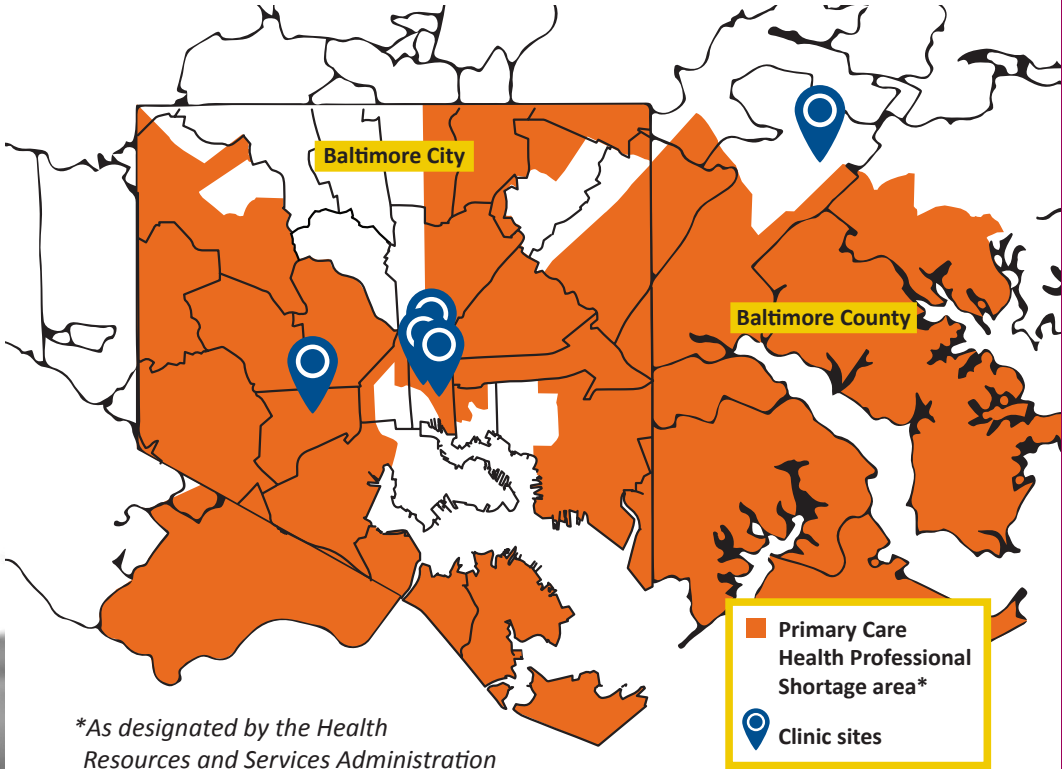 Baltimore City
Baltimore County
Primary Care
Health Professional
Shortage area*
Clinic sites
*As designated by the Health
Resources and Services Administration